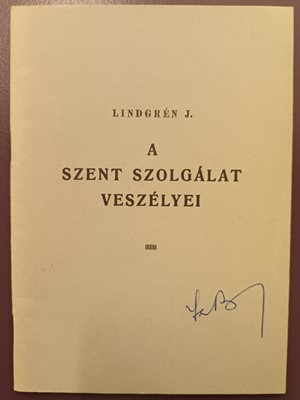 LINDGRÉN J.
A
SZENT SZOLGÁLAT
VESZÉLYEI